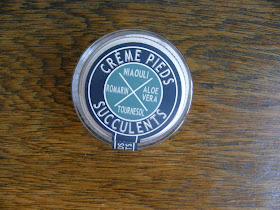 CRÈME PIEDS
NIAOULI
ROMARIN
ALOE
VERA
TOURNESOL
SUCCULENTS